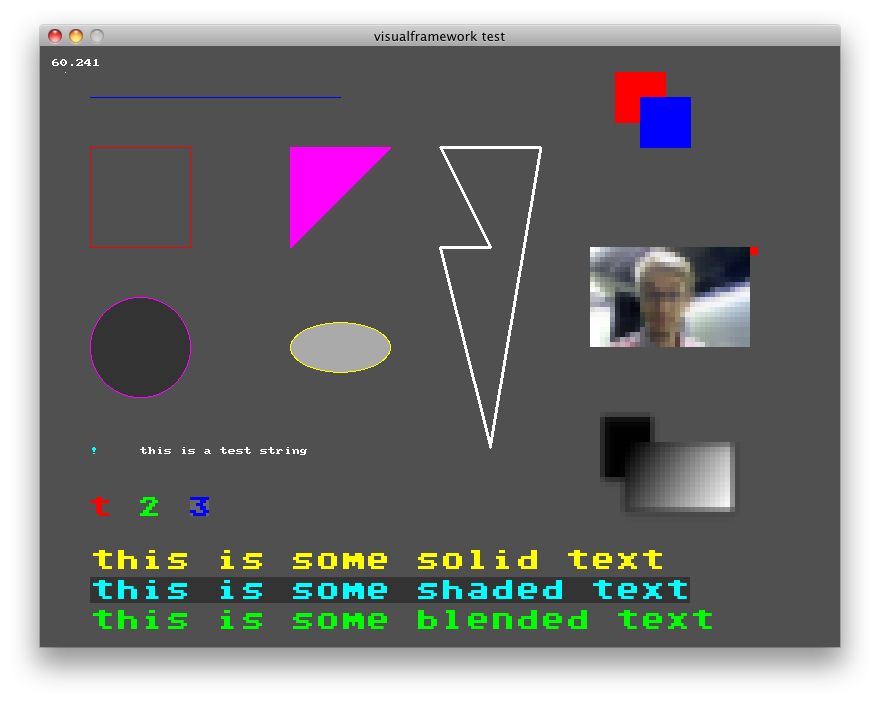 visualframework test
60.241
! this is a test string
t 2 3
this is some solid text
this is some shaded text
this is some blended text